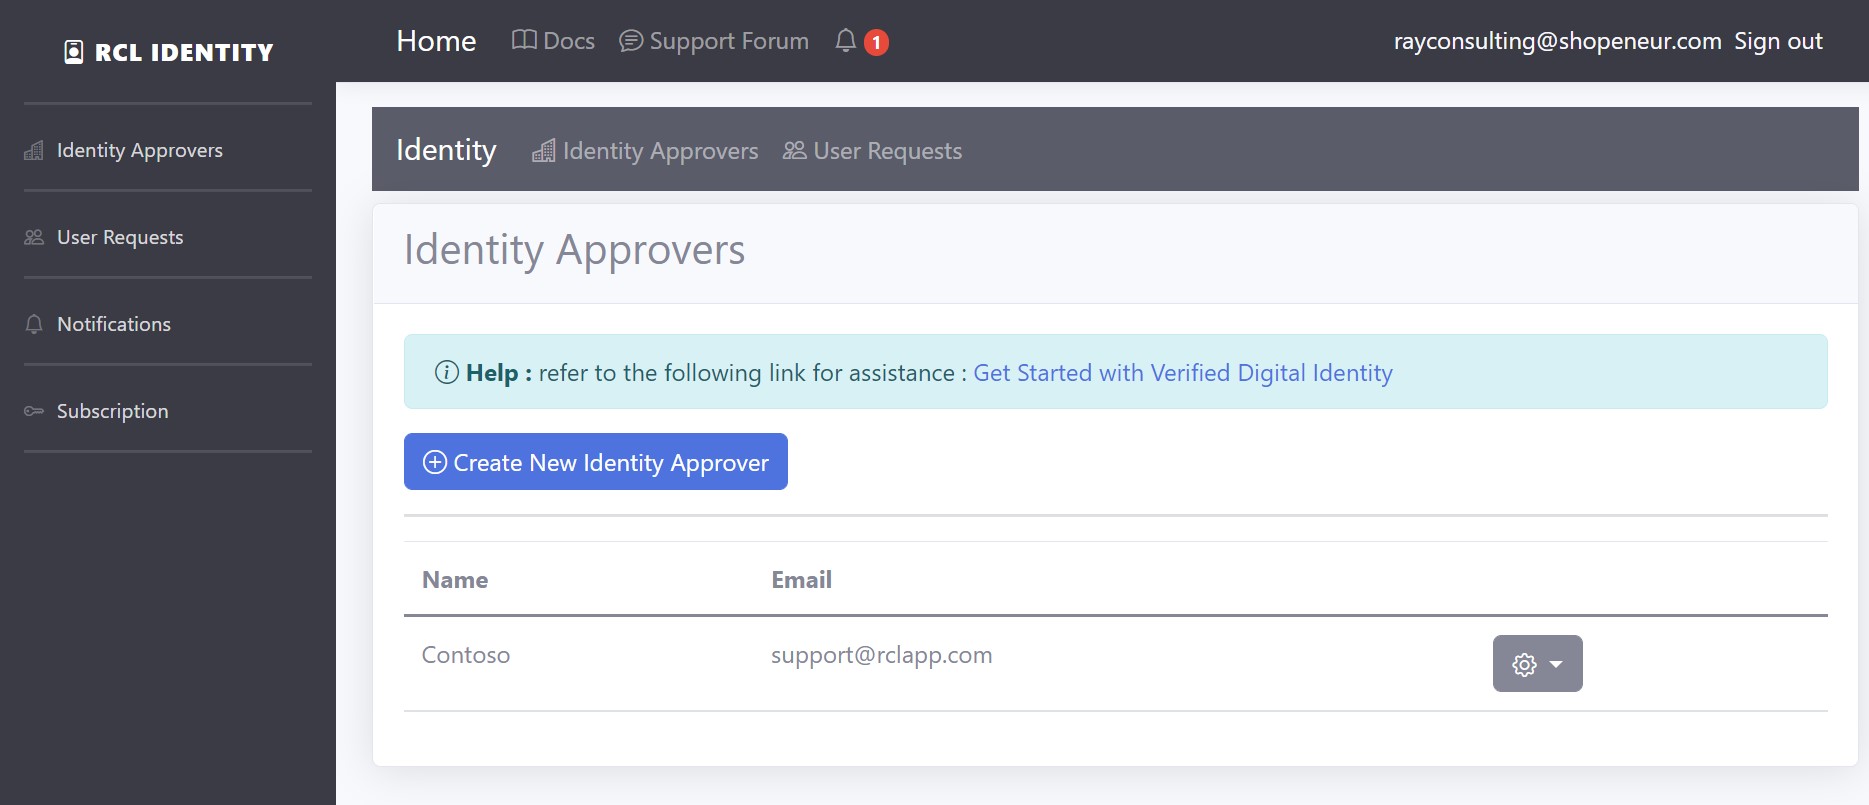 RCL IDENTITY
Home Docs Support Forum 1 rayconsulting@shopeneur.com Sign out
Identity Approvers
User Requests
Notifications
Subscription
Identity Identity Approvers User Requests
Identity Approvers
Help : refer to the following link for assistance : Get Started with Verified Digital Identity
Create New Identity Approver
Name Email
Contoso support@rclapp.com